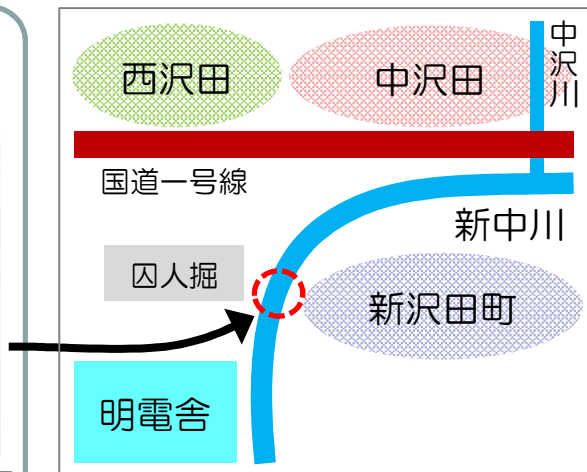 西沢田
中沢田
中沢川
国道一号線
新中川
囚人掘
新沢田町
明電舎